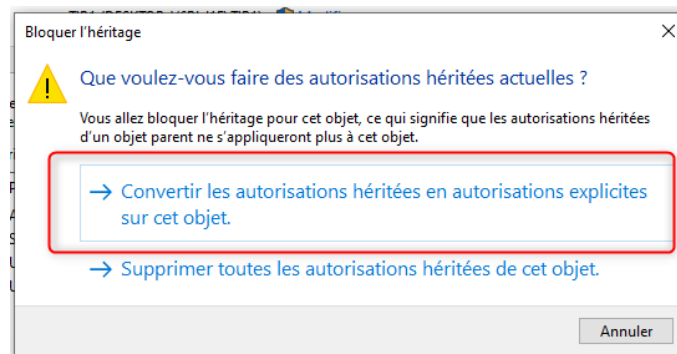 Bloquer l'héritage
Que voulez-vous faire des autorisations héritées actuelles ?
Vous allez bloquer l'héritage pour cet objet, ce qui signifie que les autorisations héritées
d'un objet parent ne s'appliqueront plus à cet objet.
→ Convertir les autorisations héritées en autorisations explicites
sur cet objet.
→ Supprimer toutes les autorisations héritées de cet objet.
Annuler